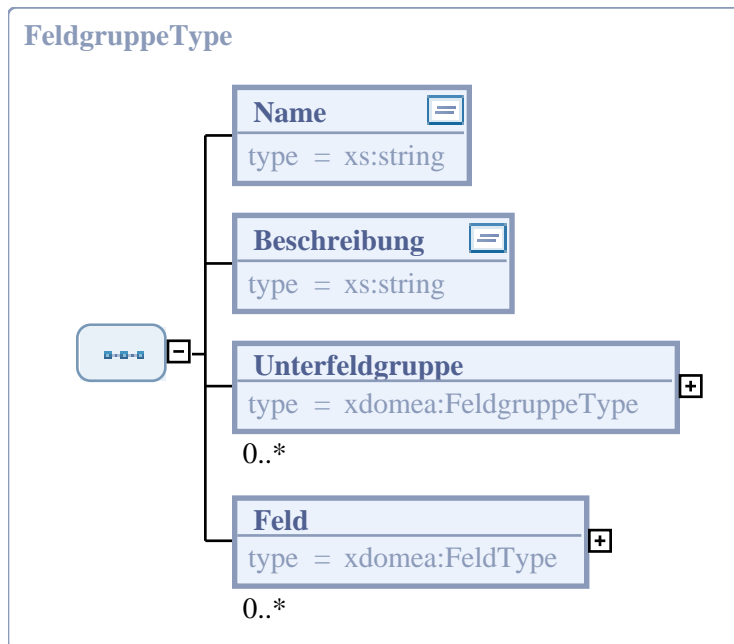 FeldgruppeType
Name
type = xs:string
Beschreibung
type = xs:string
Unterfeldgruppe
type = xdomea:FeldgruppeType
0..*
Feld
type = xdomea:FeldType
0..*